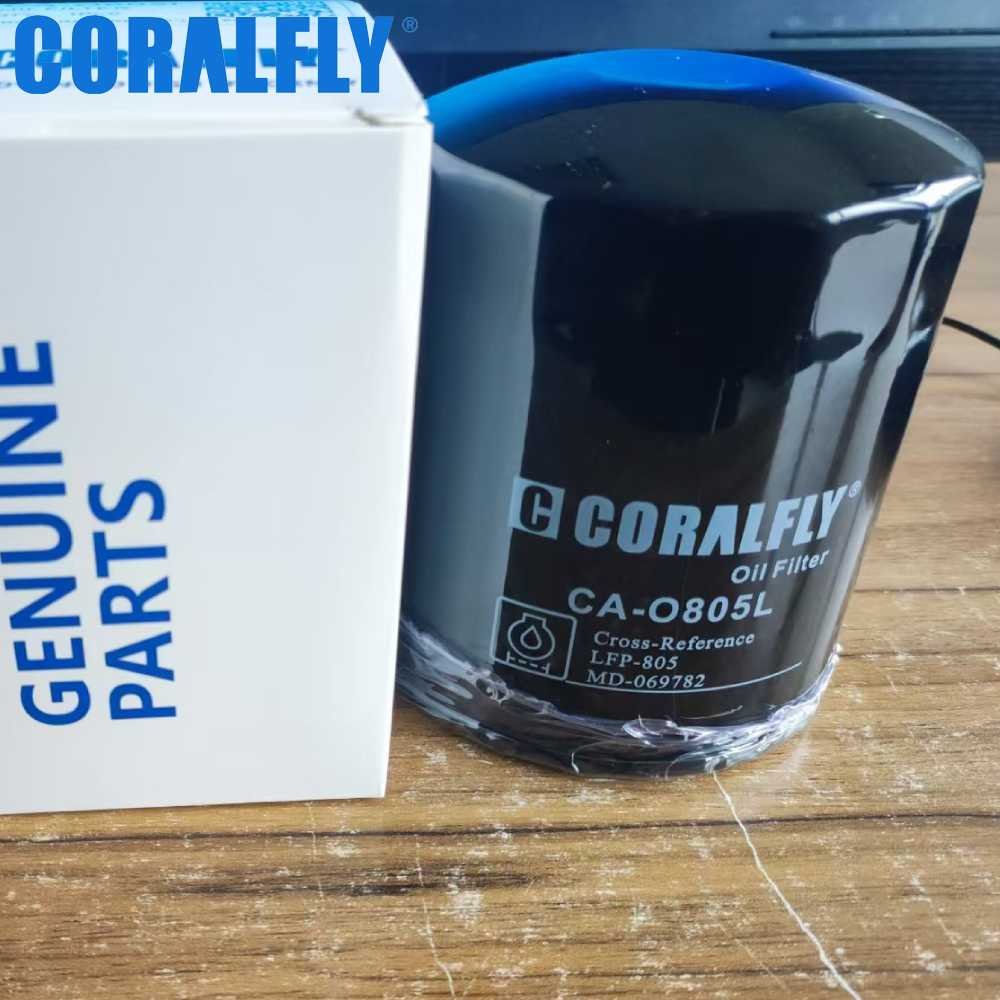 CORALFLY®
GENUINE
PARTS
C CORALFLY®
Oil Filter
CA-O805L
Cross-Reference
LFP-805
MD-069782